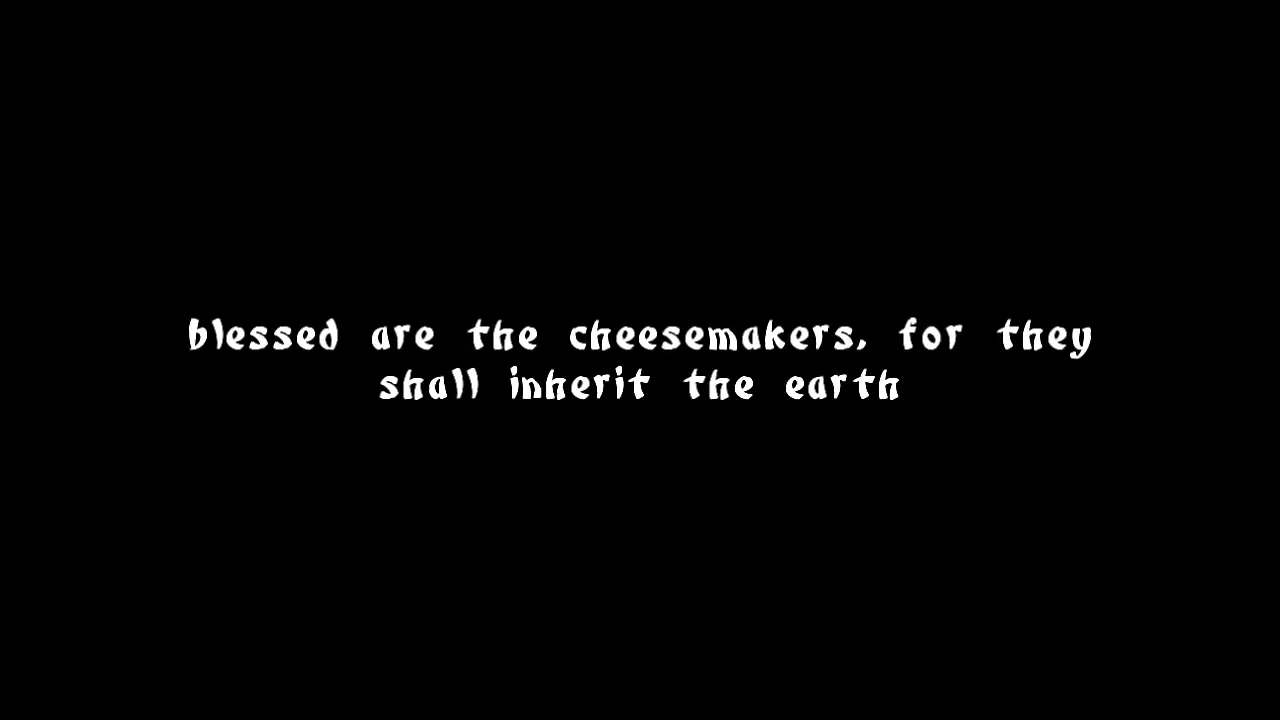 blessed are the cheesemakers, for they
shall inherit the earth